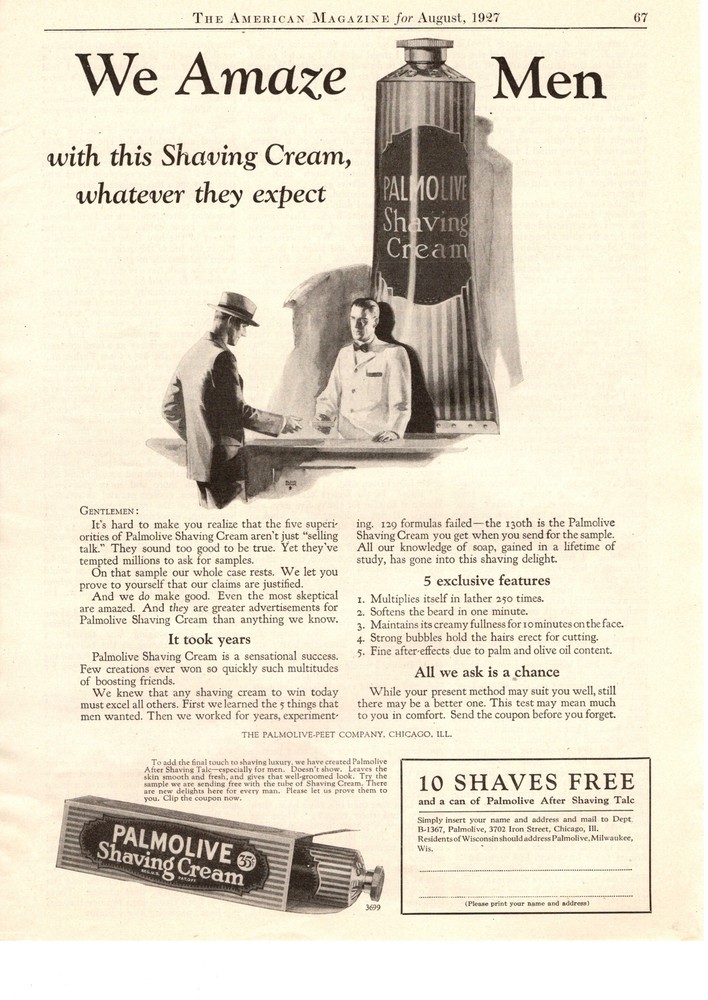 THE AMERICAN MAGAZINE for August, 1927
67
We Amaze Men
with this Shaving Cream,
whatever they expect
PALMOLIVE
Shaving
Cream
GENTLEMEN:
It's hard to make you realize that the five superi-
orities of Palmolive Shaving Cream aren't just "selling
talk." They sound too good to be true. Yet they've
tempted millions to ask for samples.
On that sample our whole case rests. We let you
prove to yourself that our claims are justified.
And we do make good. Even the most skeptical
are amazed. And they are greater advertisements for
Palmolive Shaving Cream than anything we know.
It took years
Palmolive Shaving Cream is a sensational success.
Few creations ever won so quickly such multitudes
of boosting friends.
We knew that any shaving cream to win today
must excel all others. First we learned the 5 things that
men wanted. Then we worked for years, experiment-
ing. 129 formulas failed—the 130th is the Palmolive
Shaving Cream you get when you send for the sample.
All our knowledge of soap, gained in a lifetime of
study, has gone into this shaving delight.
5 exclusive features
1. Multiplies itself in lather 250 times.
2. Softens the beard in one minute.
3. Maintains its creamy fullness for 10 minutes on the face.
4. Strong bubbles hold the hairs erect for cutting.
5. Fine after-effects due to palm and olive oil content.
All we ask is a chance
While your present method may suit you well, still
there may be a better one. This test may mean much
to you in comfort. Send the coupon before you forget.
THE PALMOLIVE-PEET COMPANY, CHICAGO, ILL.
To add the final touch to shaving luxury, we have created Palmolive
After Shaving Talc—especially for men. Doesn't show. Leaves the
skin smooth and fresh, and gives that well-groomed look. Try the
sample we are sending free with the tube of Shaving Cream. There
are new delights here for every man. Please let us prove them to
you. Clip the coupon now.
PALMOLIVE
Shaving Cream
35¢
3699
10 SHAVES FREE
and a can of Palmolive After Shaving Talc
Simply insert your name and address and mail to Dept.
B-1367, Palmolive, 3702 Iron Street, Chicago, Ill.
Residents of Wisconsin should address Palmolive, Milwaukee,
Wis.
(Please print your name and address)